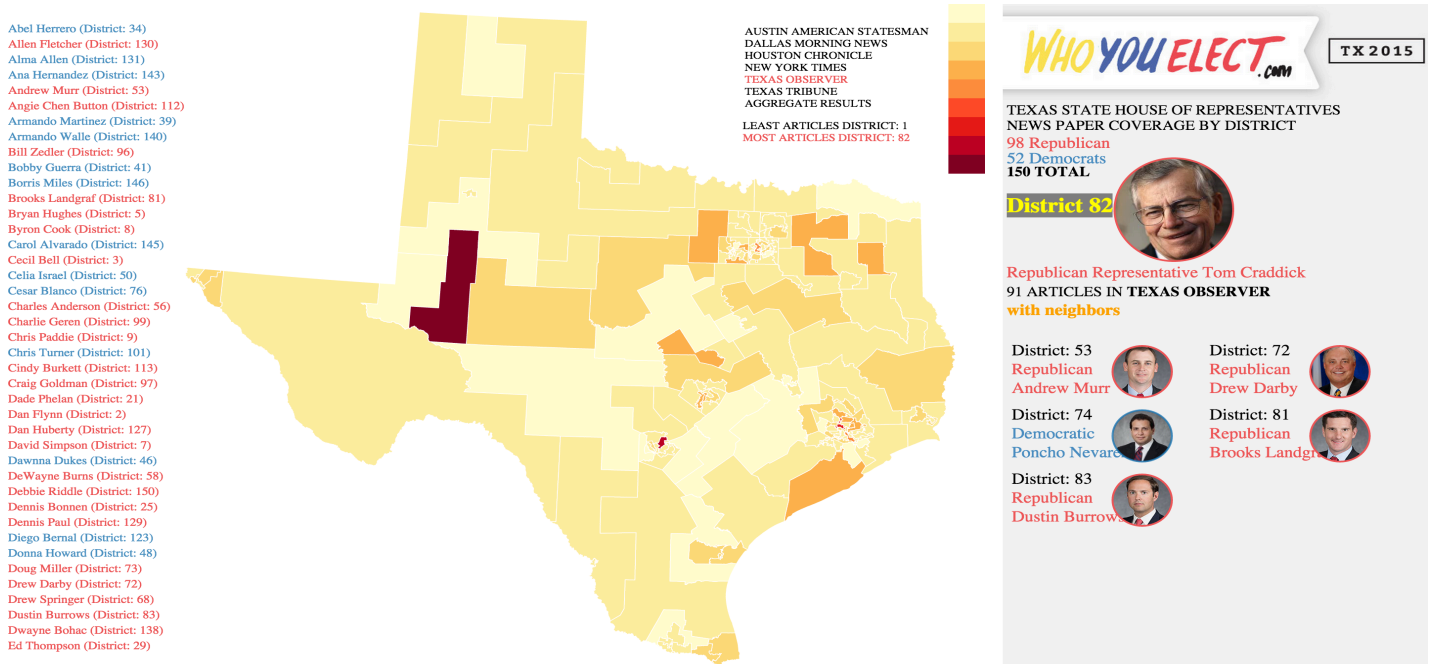 Abel Herrero (District: 34)
Allen Fletcher (District: 130)
Alma Allen (District: 131)
Ana Hernandez (District: 143)
Andrew Murr (District: 53)
Angie Chen Button (District: 112)
Armando Martinez (District: 39)
Armando Walle (District: 140)
Bill Zedler (District: 96)
Bobby Guerra (District: 41)
Borris Miles (District: 146)
Brooks Landgraf (District: 81)
Bryan Hughes (District: 5)
Byron Cook (District: 8)
Carol Alvarado (District: 145)
Cecil Bell (District: 3)
Celia Israel (District: 50)
Cesar Blanco (District: 76)
Charles Anderson (District: 56)
Charlie Geren (District: 99)
Chris Paddie (District: 9)
Chris Turner (District: 101)
Cindy Burkett (District: 113)
Craig Goldman (District: 97)
Dade Phelan (District: 21)
Dan Flynn (District: 2)
Dan Huberty (District: 127)
David Simpson (District: 7)
Dawnna Dukes (District: 46)
DeWayne Burns (District: 58)
Debbie Riddle (District: 150)
Dennis Bonnen (District: 25)
Dennis Paul (District: 129)
Diego Bernal (District: 123)
Donna Howard (District: 48)
Doug Miller (District: 73)
Drew Darby (District: 72)
Drew Springer (District: 68)
Dustin Burrows (District: 83)
Dwayne Bohac (District: 138)
Ed Thompson (District: 29)
AUSTIN AMERICAN STATESMAN
DALLAS MORNING NEWS
HOUSTON CHRONICLE
NEW YORK TIMES
TEXAS OBSERVER
TEXAS TRIBUNE
AGGREGATE RESULTS
LEAST ARTICLES DISTRICT: 1
MOST ARTICLES DISTRICT: 82
WHO YOU ELECT.com
TX 2015
TEXAS STATE HOUSE OF REPRESENTATIVES
NEWS PAPER COVERAGE BY DISTRICT
98 Republican
52 Democrats
150 TOTAL
District 82
Republican Representative Tom Craddick
91 ARTICLES IN TEXAS OBSERVER
with neighbors
District: 53
Republican
Andrew Murr
District: 72
Republican
Drew Darby
District: 74
Democratic
Poncho Nevare
District: 81
Republican
Brooks Landgr
District: 83
Republican
Dustin Burrows